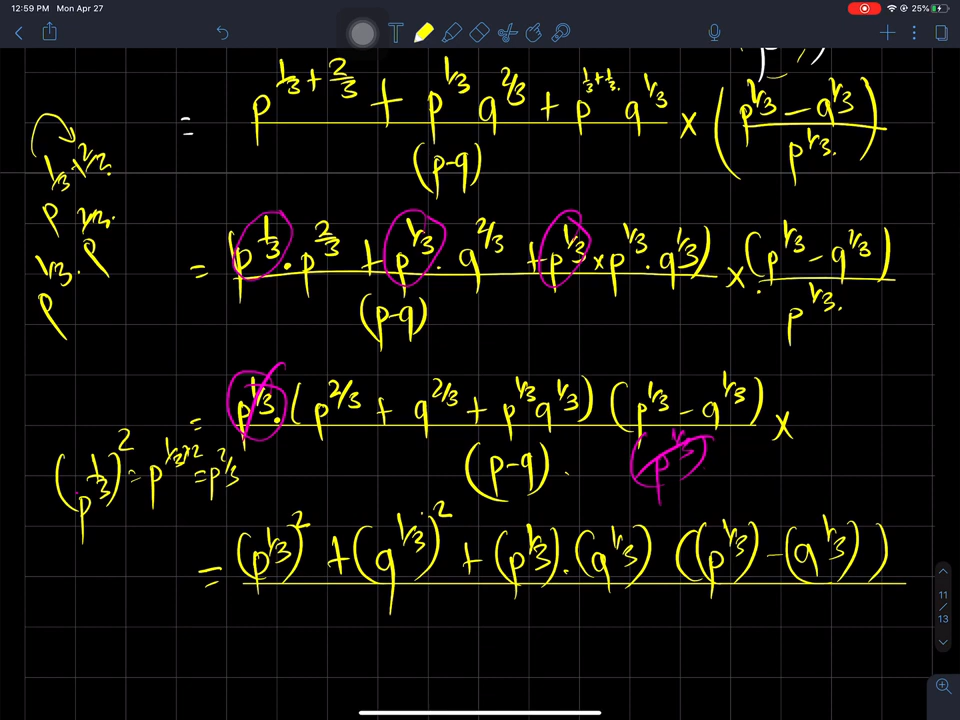 12:59 PM Mon Apr 27 25%
T
= p^{1/3 + 2/3} + p^{1/3} q^{2/3} + p^{1/3 + 1/3} q^{1/3} / (p-q) × (p^{1/3} - q^{1/3} / p^{1/3})
= (p^{1/3} · p^{2/3} + p^{1/3} · q^{2/3} + p^{1/3} × p^{1/3} · q^{1/3}) / (p-q) × (p^{1/3} - q^{1/3}) / p^{1/3}
p^{1/3 + 2/3}
p^{1/3} · p^{2/3}
= p^{1/3} · (p^{2/3} + q^{2/3} + p^{1/3} q^{1/3}) (p^{1/3} - q^{1/3}) / (p-q) · p^{1/3} ×
(p^{1/3})^2 = p^{1/3 × 2} = p^{2/3}
= (p^{1/3})^2 + (q^{1/3})^2 + (p^{1/3}) · (q^{1/3}) ((p^{1/3}) - (q^{1/3}))
11
/
13